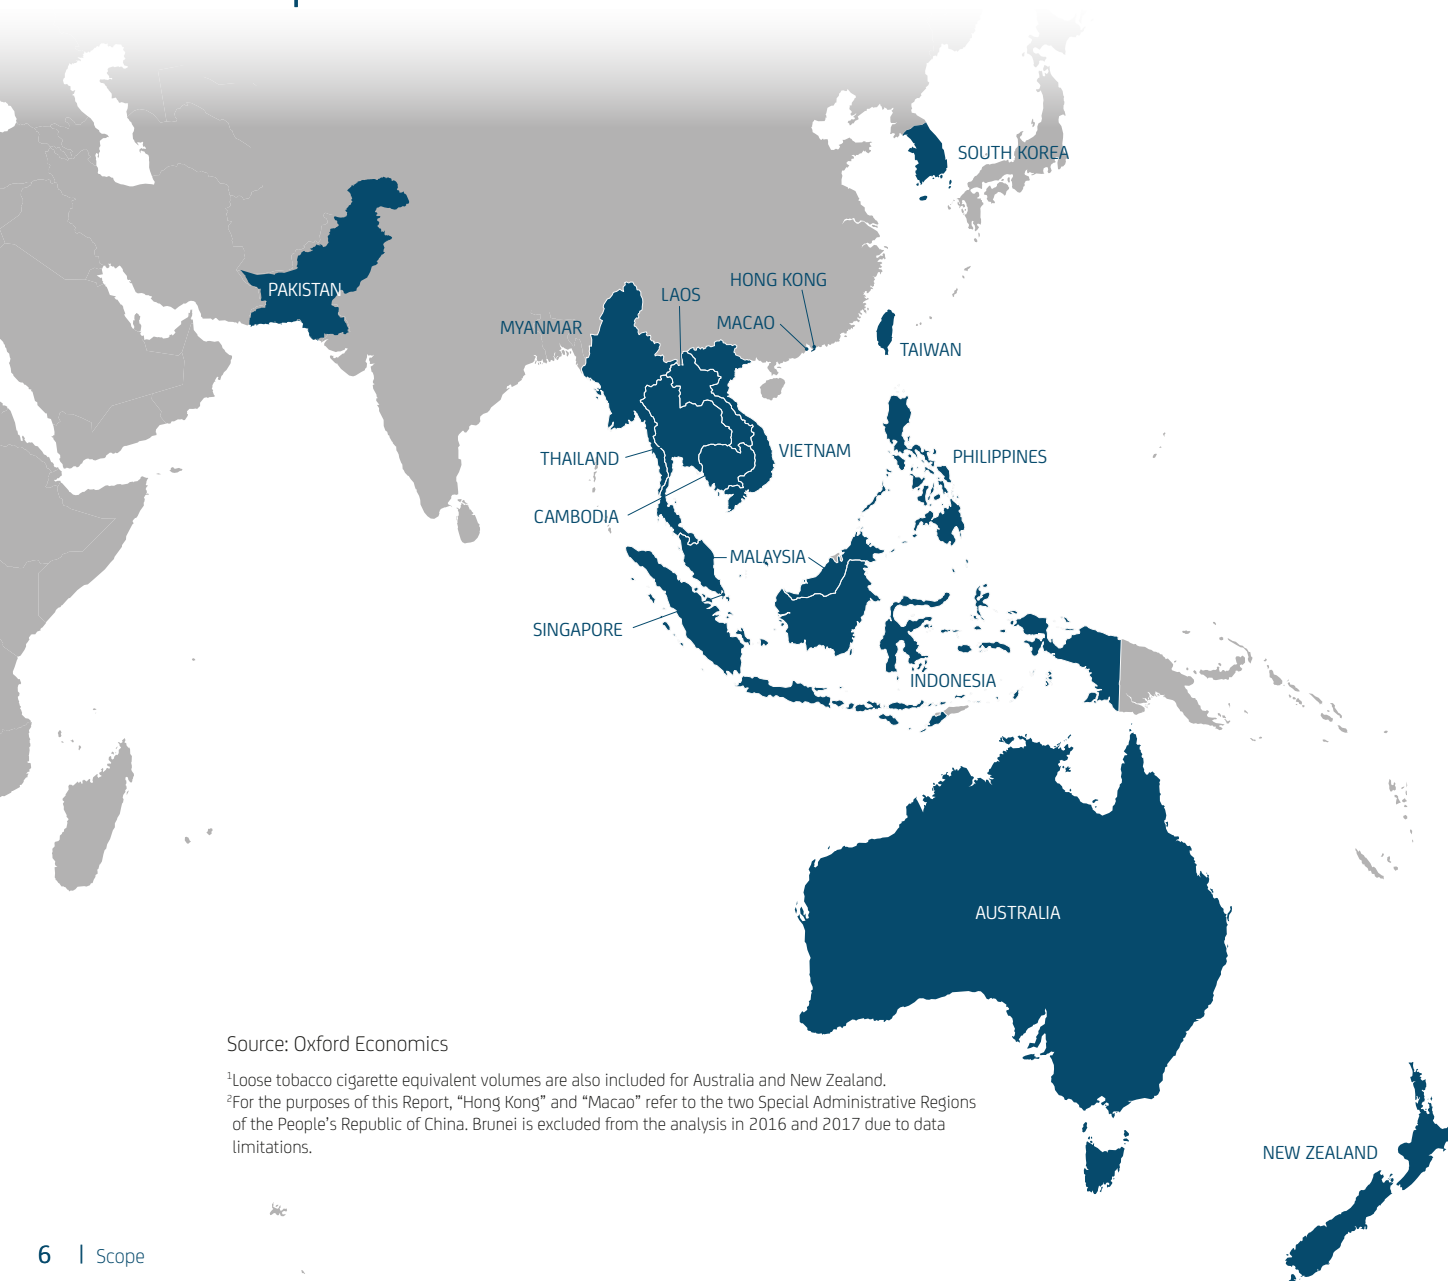 SOUTH KOREA
PAKISTAN
HONG KONG
LAOS
MACAO
MYANMAR
TAIWAN
VIETNAM
THAILAND
PHILIPPINES
CAMBODIA
MALAYSIA
SINGAPORE
INDONESIA
AUSTRALIA
Source: Oxford Economics
¹Loose tobacco cigarette equivalent volumes are also included for Australia and New Zealand.
²For the purposes of this Report, “Hong Kong” and “Macao” refer to the two Special Administrative Regions
of the People’s Republic of China. Brunei is excluded from the analysis in 2016 and 2017 due to data
limitations.
NEW ZEALAND
6 | Scope